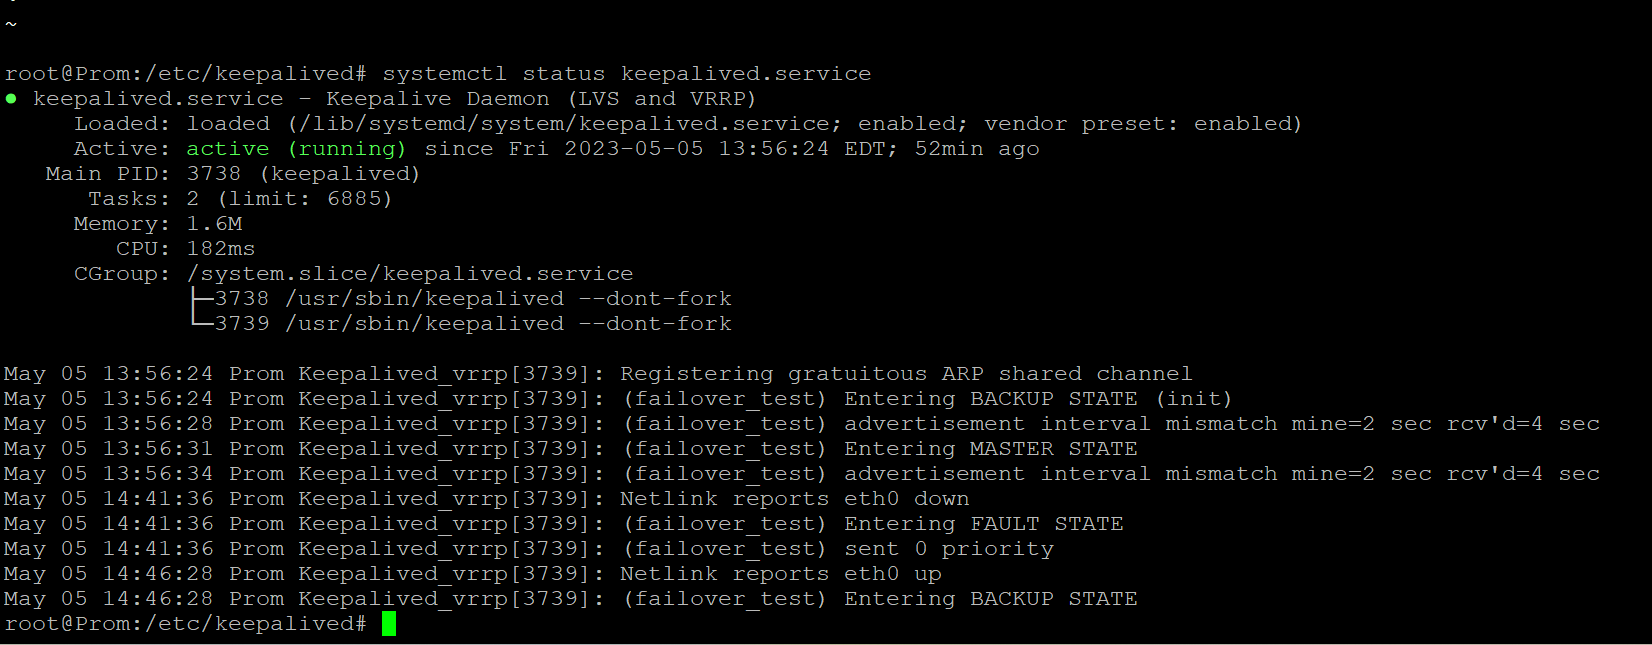 ~
root@Prom:/etc/keepalived# systemctl status keepalived.service
● keepalived.service - Keepalive Daemon (LVS and VRRP)
Loaded: loaded (/lib/systemd/system/keepalived.service; enabled; vendor preset: enabled)
Active: active (running) since Fri 2023-05-05 13:56:24 EDT; 52min ago
Main PID: 3738 (keepalived)
Tasks: 2 (limit: 6885)
Memory: 1.6M
CPU: 182ms
CGroup: /system.slice/keepalived.service
├─3738 /usr/sbin/keepalived --dont-fork
└─3739 /usr/sbin/keepalived --dont-fork
May 05 13:56:24 Prom Keepalived_vrrp[3739]: Registering gratuitous ARP shared channel
May 05 13:56:24 Prom Keepalived_vrrp[3739]: (failover_test) Entering BACKUP STATE (init)
May 05 13:56:28 Prom Keepalived_vrrp[3739]: (failover_test) advertisement interval mismatch mine=2 sec rcv'd=4 sec
May 05 13:56:31 Prom Keepalived_vrrp[3739]: (failover_test) Entering MASTER STATE
May 05 13:56:34 Prom Keepalived_vrrp[3739]: (failover_test) advertisement interval mismatch mine=2 sec rcv'd=4 sec
May 05 14:41:36 Prom Keepalived_vrrp[3739]: Netlink reports eth0 down
May 05 14:41:36 Prom Keepalived_vrrp[3739]: (failover_test) Entering FAULT STATE
May 05 14:41:36 Prom Keepalived_vrrp[3739]: (failover_test) sent 0 priority
May 05 14:46:28 Prom Keepalived_vrrp[3739]: Netlink reports eth0 up
May 05 14:46:28 Prom Keepalived_vrrp[3739]: (failover_test) Entering BACKUP STATE
root@Prom:/etc/keepalived#